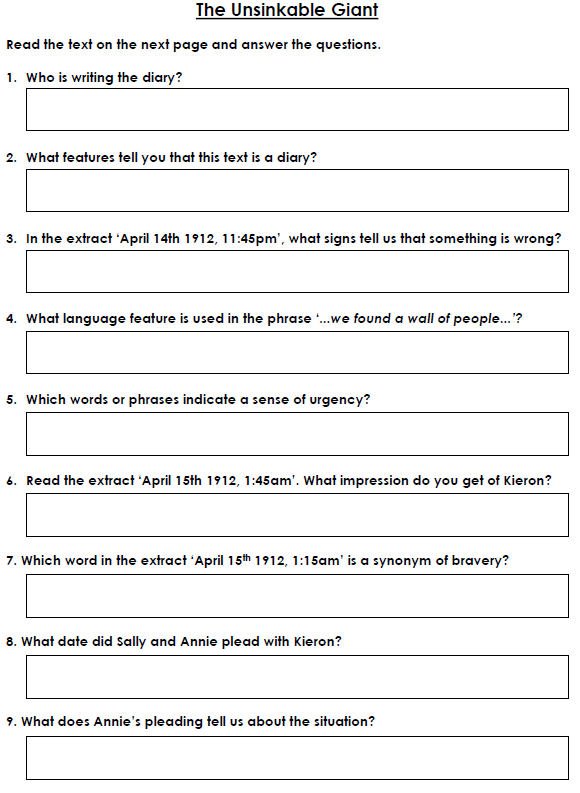 The Unsinkable Giant
Read the text on the next page and answer the questions.
1. Who is writing the diary?
2. What features tell you that this text is a diary?
3. In the extract ‘April 14th 1912, 11:45pm’, what signs tell us that something is wrong?
4. What language feature is used in the phrase ‘...we found a wall of people...’?
5. Which words or phrases indicate a sense of urgency?
6. Read the extract ‘April 15th 1912, 1:45am’. What impression do you get of Kieron?
7. Which word in the extract ‘April 15th 1912, 1:15am’ is a synonym of bravery?
8. What date did Sally and Annie plead with Kieron?
9. What does Annie’s pleading tell us about the situation?